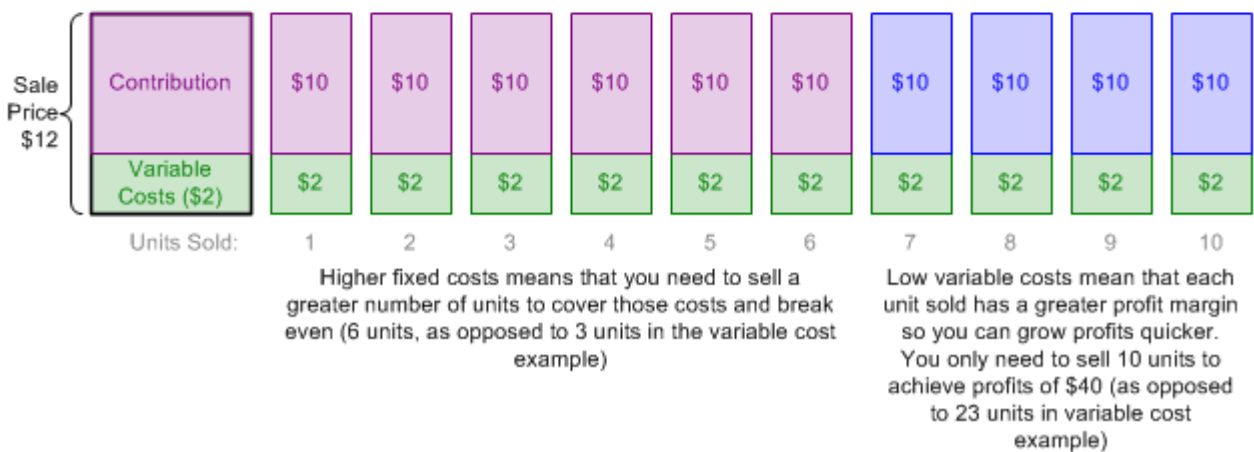 Sale
Price
$12
Contribution
$10 $10 $10 $10 $10 $10 $10 $10 $10 $10
Variable
Costs ($2)
$2 $2 $2 $2 $2 $2 $2 $2 $2 $2
Units Sold: 1 2 3 4 5 6 7 8 9 10
Higher fixed costs means that you need to sell a
greater number of units to cover those costs and break
even (6 units, as opposed to 3 units in the variable cost
example)
Low variable costs mean that each
unit sold has a greater profit margin
so you can grow profits quicker.
You only need to sell 10 units to
achieve profits of $40 (as opposed
to 23 units in variable cost
example)